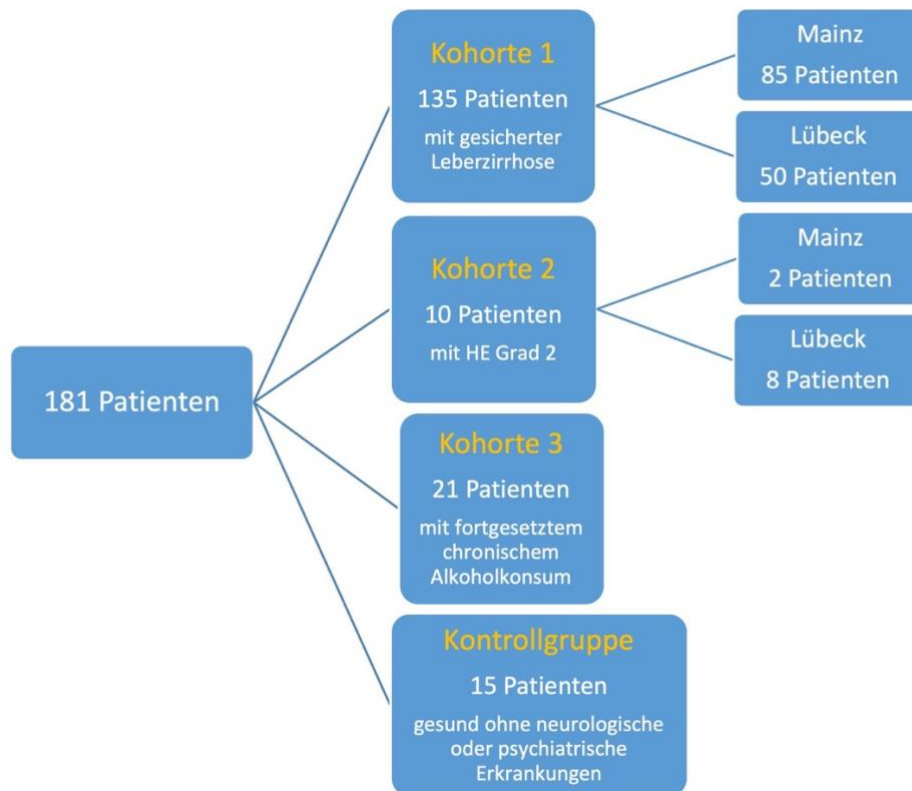 181 Patienten
Kohorte 1
135 Patienten
mit gesicherter
Leberzirrhose
Mainz
85 Patienten
Lübeck
50 Patienten
Kohorte 2
10 Patienten
mit HE Grad 2
Mainz
2 Patienten
Lübeck
8 Patienten
Kohorte 3
21 Patienten
mit fortgesetztem
chronischem
Alkoholkonsum
Kontrollgruppe
15 Patienten
gesund ohne neurologische
oder psychiatrische
Erkrankungen